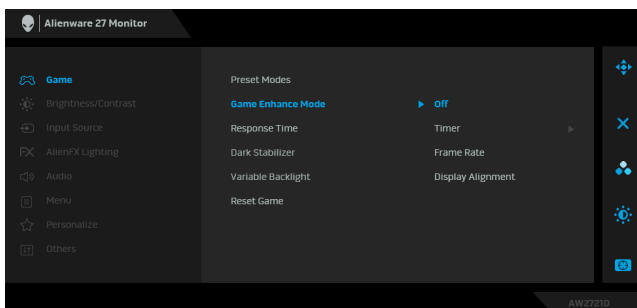 Alienware 27 Monitor
Game
Brightness/Contrast
Input Source
AlienFX Lighting
Audio
Menu
Personalize
Others
Preset Modes
Game Enhance Mode
Response Time
Dark Stabilizer
Variable Backlight
Reset Game
Off
Timer
Frame Rate
Display Alignment
AW2721D